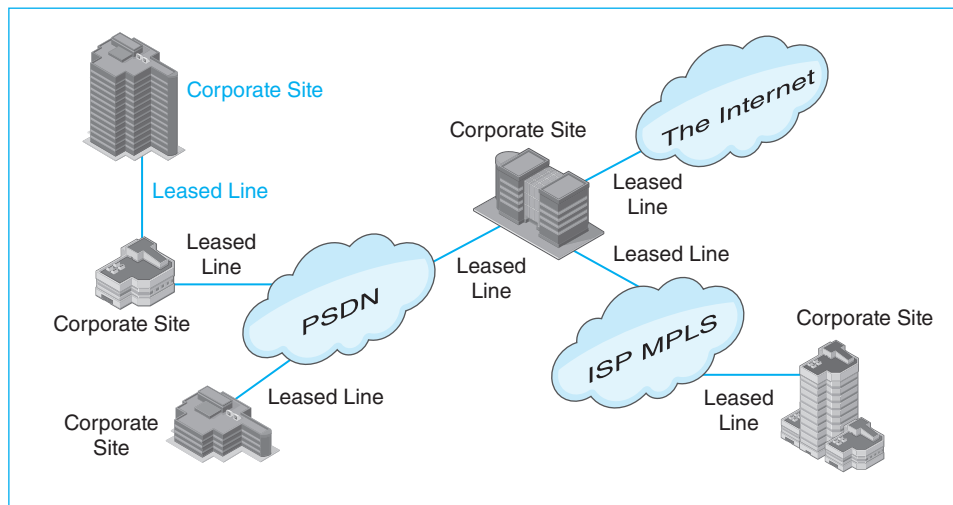 Corporate Site
Leased Line
Leased
Line
Corporate Site
PSDN
Leased Line
Corporate
Site
Corporate Site
The Internet
Leased
Line
Leased
Line
Leased Line
ISP MPLS
Corporate Site
Leased
Line